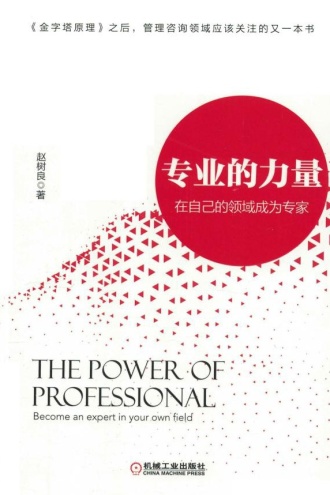 《金字塔原理》之后，管理咨询领域应该关注的又一本书
赵树良◎著
专业的力量
在自己的领域成为专家
THE POWER OF
PROFESSIONAL
Become an expert in your own field
机械工业出版社
CHINA MACHINE PRESS